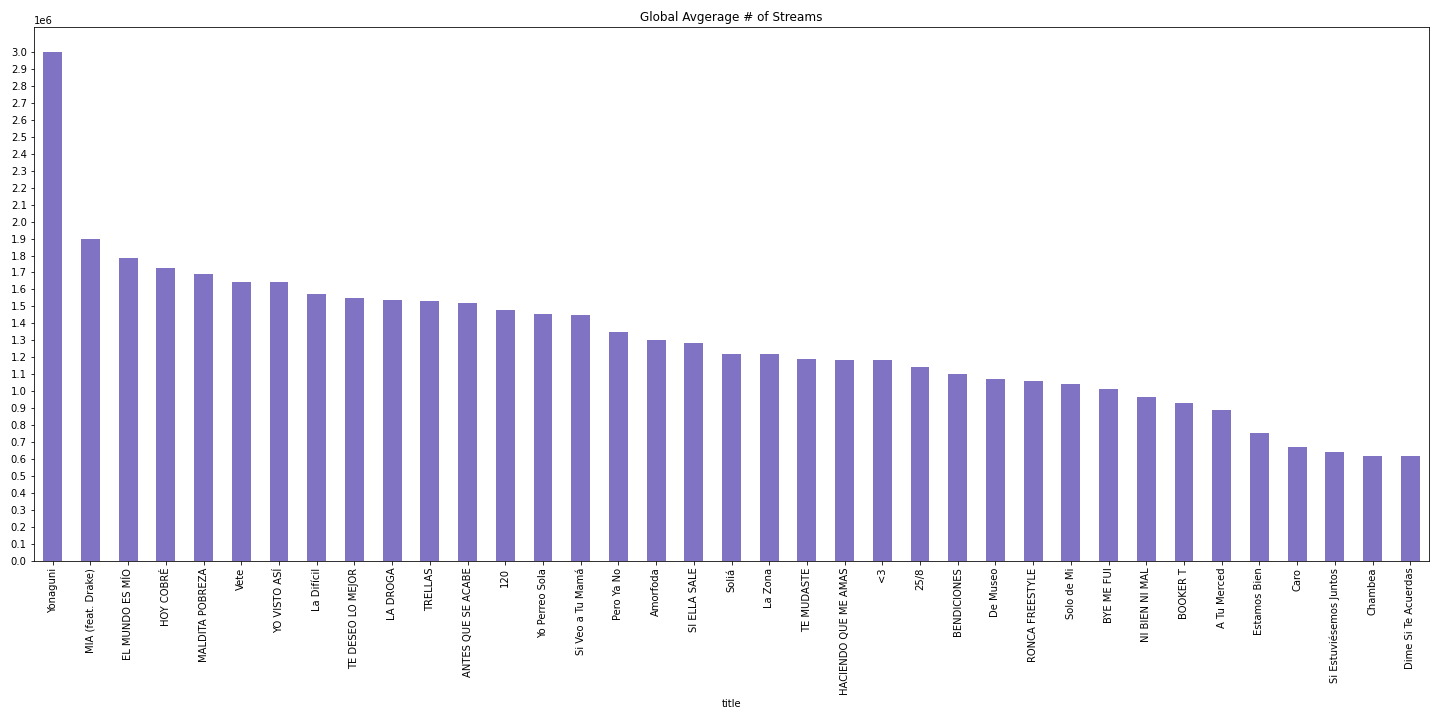 Global Avgerage # of Streams
1e6
3.0
2.9
2.8
2.7
2.6
2.5
2.4
2.3
2.2
2.1
2.0
1.9
1.8
1.7
1.6
1.5
1.4
1.3
1.2
1.1
1.0
0.9
0.8
0.7
0.6
0.5
0.4
0.3
0.2
0.1
0.0
Yonaguni
MIA (feat. Drake)
EL MUNDO ES MÍO
HOY COBRÉ
MALDITA POBREZA
Vete
YO VISTO ASÍ
La Difícil
TE DESEO LO MEJOR
LA DROGA
TRELLAS
ANTES QUE SE ACABE
120
Yo Perreo Sola
Si Veo a Tu Mamá
Pero Ya No
Amorfoda
SI ELLA SALE
Soliá
La Zona
TE MUDASTE
HACIENDO QUE ME AMAS
<3
25/8
BENDICIONES
De Museo
RONCA FREESTYLE
Solo de Mi
BYE ME FUI
NI BIEN NI MAL
BOOKER T
A Tu Merced
Estamos Bien
Caro
Si Estuviésemos Juntos
Chambea
Dime Si Te Acuerdas
title